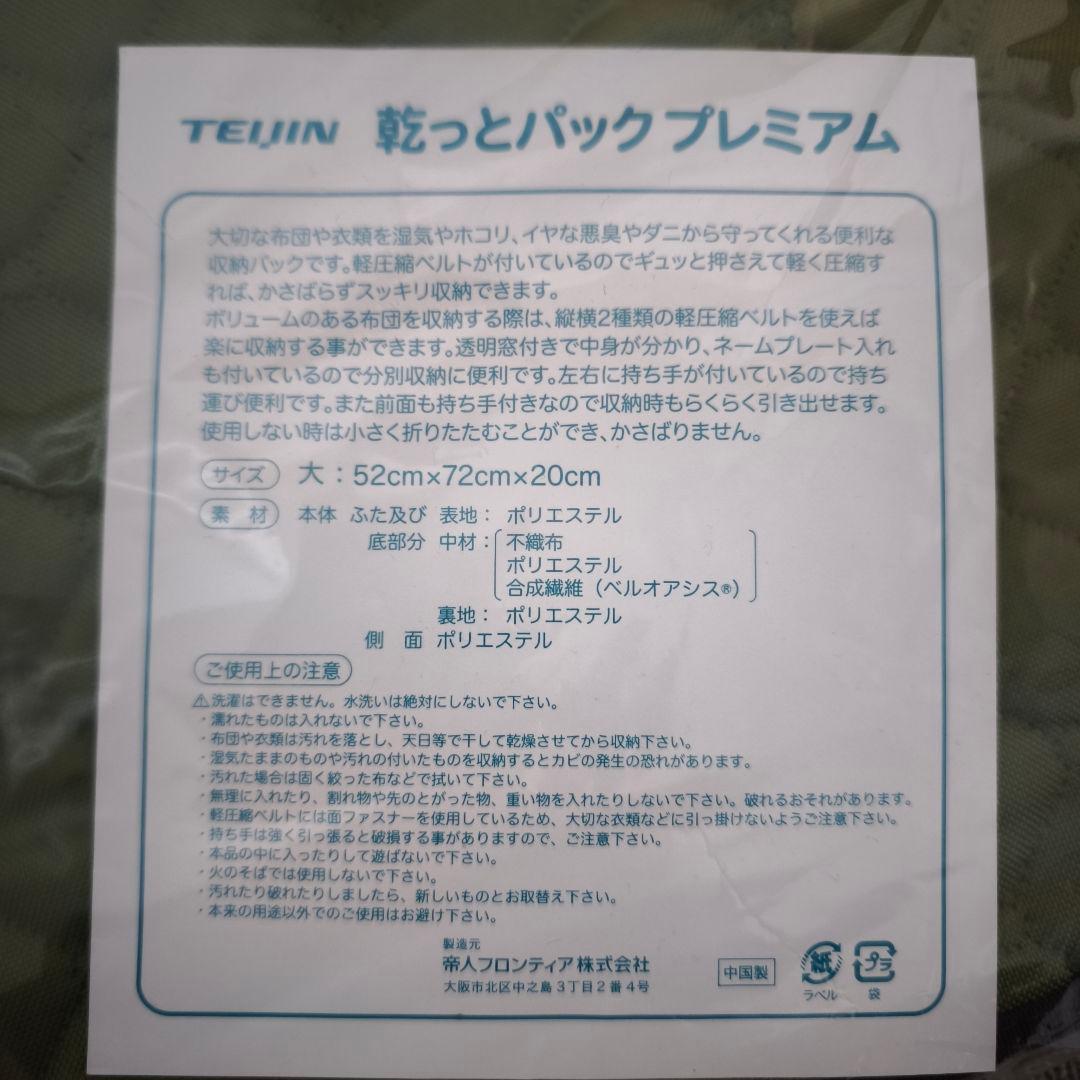 TEIJIN 乾っとパックプレミアム
大切な布団や衣類を湿気やホコリ、イヤな悪臭やダニから守ってくれる便利な
収納パックです。軽圧縮ベルトが付いているのでギュッと押さえて軽く圧縮す
れば、かさばらずスッキリ収納できます。
ボリュームのある布団を収納する際は、縦横2種類の軽圧縮ベルトを使えば
楽に収納する事ができます。透明窓付きで中身が分かり、ネームプレート入れ
も付いているので分別収納に便利です。左右に持ち手が付いているので持ち
運び便利です。また前面も持ち手付きなので収納時もらくらく引き出せます。
使用しない時は小さく折りたたむことができ、かさばりません。
サイズ 大：52cm×72cm×20cm
素材 本体 ふた及び 表地： ポリエステル
底部分 中材： 不織布
ポリエステル
合成繊維（ベルオアシス®）
裏地： ポリエステル
側面 ポリエステル
ご使用上の注意
⚠洗濯はできません。水洗いは絶対にしないで下さい。
・濡れたものは入れないで下さい。
・布団や衣類は汚れを落とし、天日等で干して乾燥させてから収納下さい。
・湿気たままのものや汚れの付いたものを収納するとカビの発生の恐れがあります。
・汚れた場合は固く絞った布などで拭いて下さい。
・無理に入れたり、割れ物や先のとがった物、重い物を入れたりしないで下さい。破れるおそれがあります。
・軽圧縮ベルトには面ファスナーを使用しているため、大切な衣類などに引っ掛けないようご注意下さい。
・持ち手は強く引っ張ると破損する事がありますので、ご注意下さい。
・本品の中に入ったりして遊ばないで下さい。
・火のそばでは使用しないで下さい。
・汚れたり破れたりしましたら、新しいものとお取替え下さい。
・本来の用途以外でのご使用はお避け下さい。
製造元
帝人フロンティア株式会社
大阪市北区中之島3丁目2番4号
中国製
紙 プラ
ラベル 袋